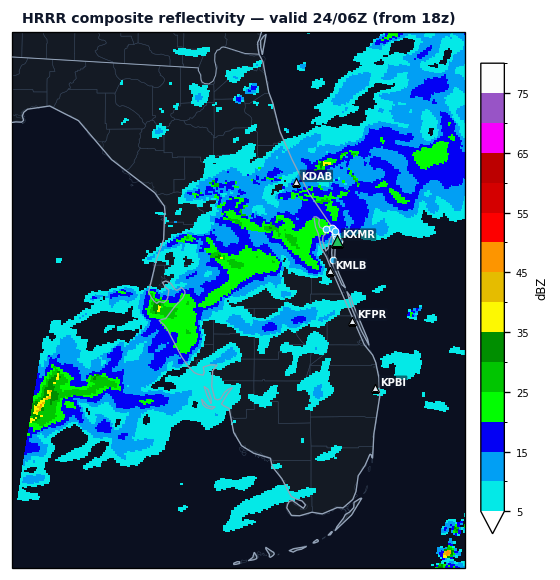 HRRR composite reflectivity — valid 24/06Z (from 18z)
KDAB
KXMR
KMLB
KFPR
KPBI
75
65
55
45
35
25
15
5
dBZ